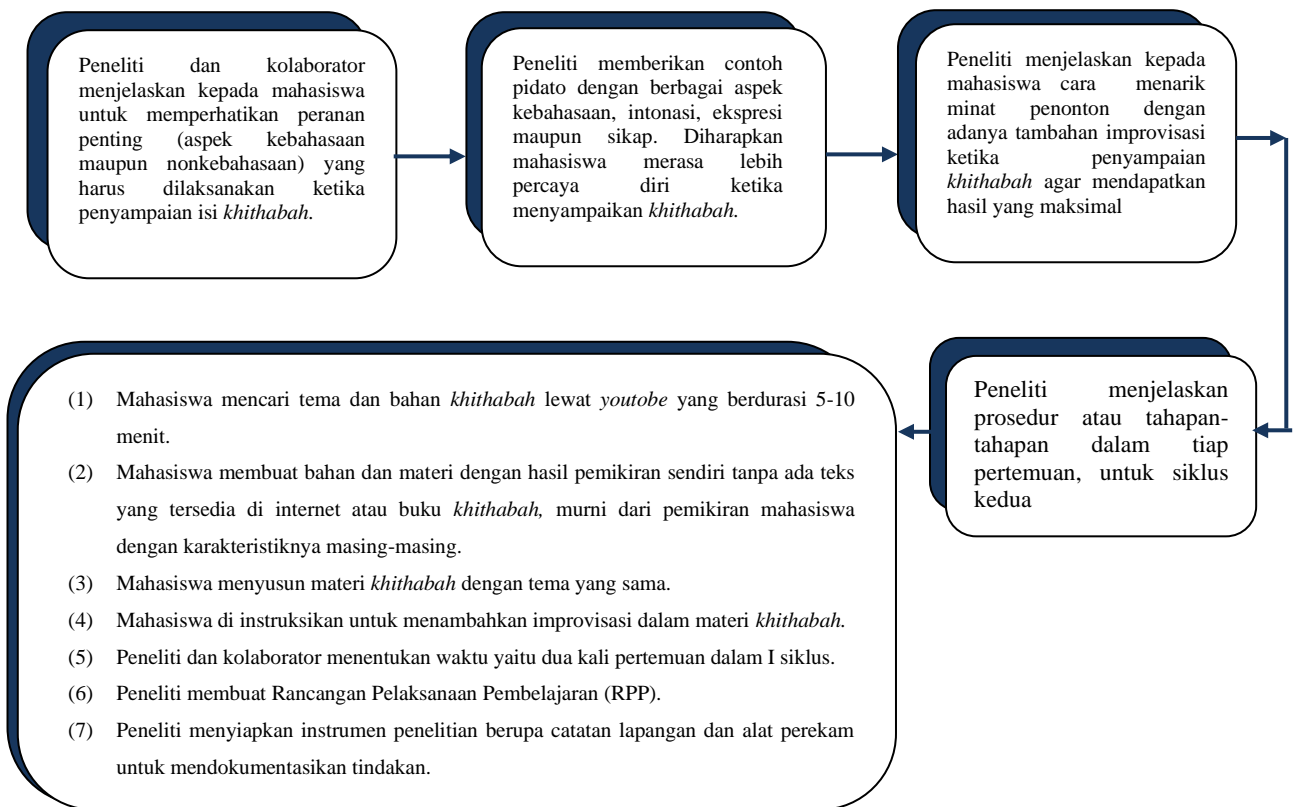 Peneliti dan kolaborator
menjelaskan kepada mahasiswa
untuk memperhatikan peranan
penting (aspek kebahasaan
maupun nonkebahasaan) yang
harus dilaksanakan ketika
penyampaian isi khithabah.
Peneliti memberikan contoh
pidato dengan berbagai aspek
kebahasaan, intonasi, ekspresi
maupun sikap. Diharapkan
mahasiswa merasa lebih
percaya diri ketika
menyampaikan khithabah.
Peneliti menjelaskan kepada
mahasiswa cara menarik
minat penonton dengan
adanya tambahan improvisasi
ketika penyampaian
khithabah agar mendapatkan
hasil yang maksimal
Peneliti menjelaskan
prosedur atau tahapan-
tahapan dalam tiap
pertemuan, untuk siklus
kedua
(1) Mahasiswa mencari tema dan bahan khithabah lewat youtobe yang berdurasi 5-10
menit.
(2) Mahasiswa membuat bahan dan materi dengan hasil pemikiran sendiri tanpa ada teks
yang tersedia di internet atau buku khithabah, murni dari pemikiran mahasiswa
dengan karakteristiknya masing-masing.
(3) Mahasiswa menyusun materi khithabah dengan tema yang sama.
(4) Mahasiswa di instruksikan untuk menambahkan improvisasi dalam materi khithabah.
(5) Peneliti dan kolaborator menentukan waktu yaitu dua kali pertemuan dalam I siklus.
(6) Peneliti membuat Rancangan Pelaksanaan Pembelajaran (RPP).
(7) Peneliti menyiapkan instrumen penelitian berupa catatan lapangan dan alat perekam
untuk mendokumentasikan tindakan.